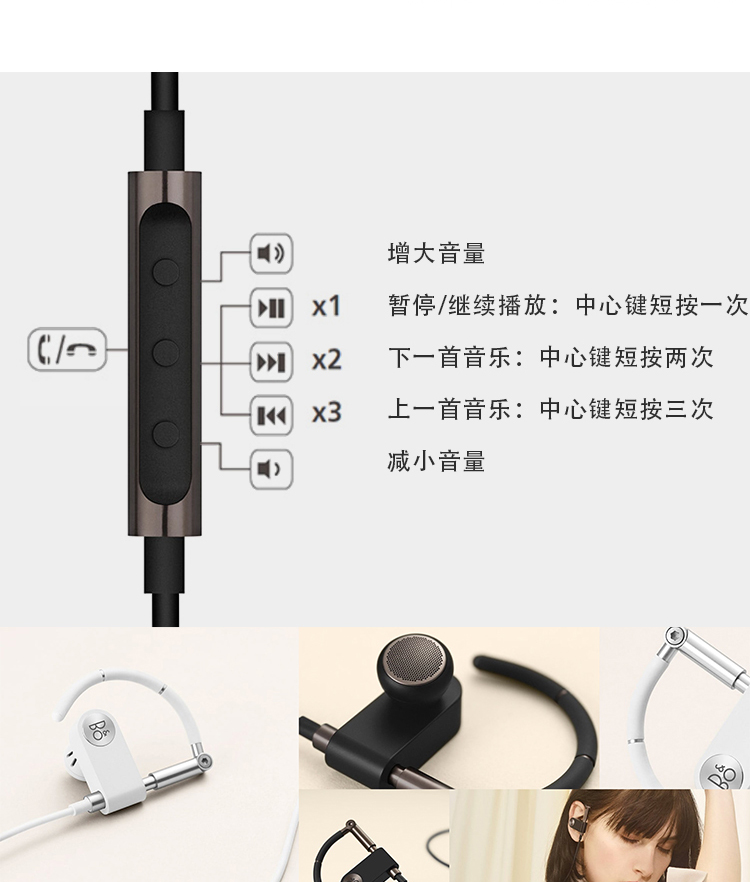 增大音量
x1 暂停/继续播放：中心键短按一次
x2 下一首音乐：中心键短按两次
x3 上一首音乐：中心键短按三次
减小音量
B&O
B&O